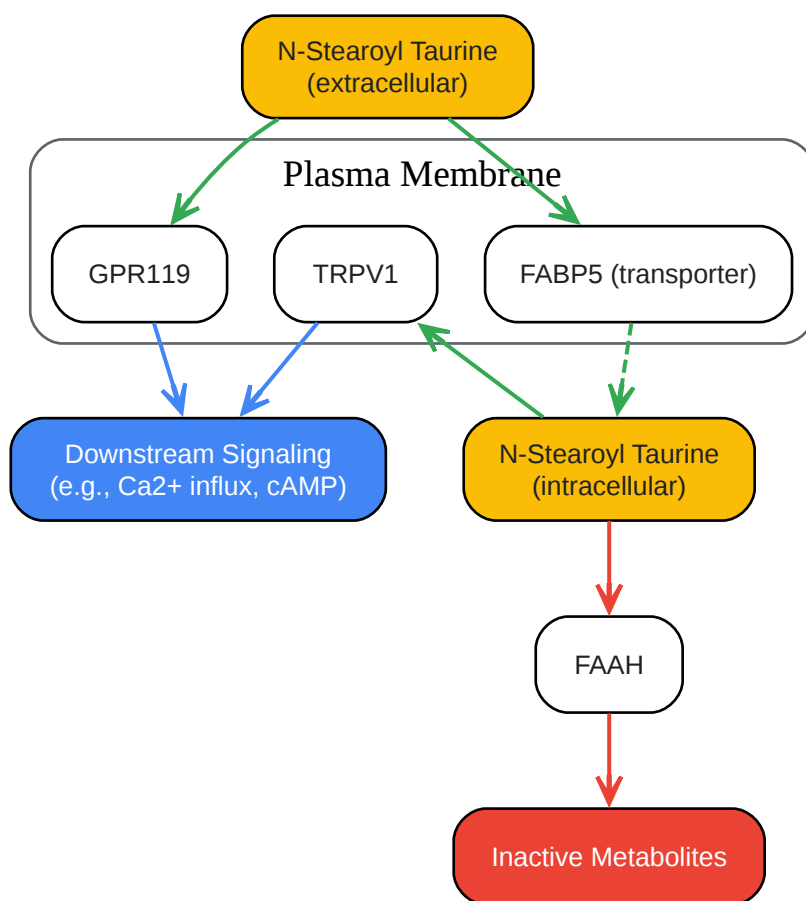 N-Stearoyl Taurine
(extracellular)
Plasma Membrane
GPR119
TRPV1
FABP5 (transporter)
Downstream Signaling
(e.g., Ca2+ influx, cAMP)
N-Stearoyl Taurine
(intracellular)
FAAH
Inactive Metabolites